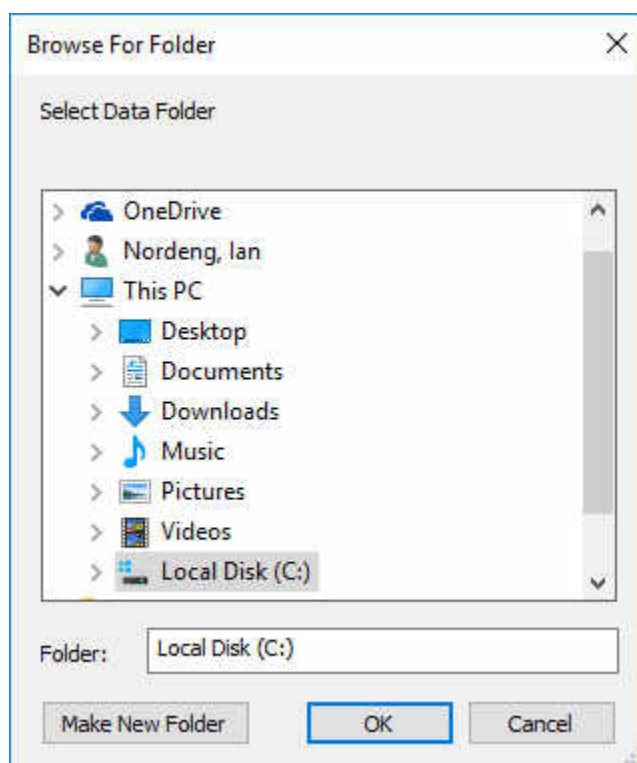 Browse For Folder
Select Data Folder
OneDrive
Nordeng, Ian
This PC
Desktop
Documents
Downloads
Music
Pictures
Videos
Local Disk (C:)
Folder: Local Disk (C:)
Make New Folder OK Cancel